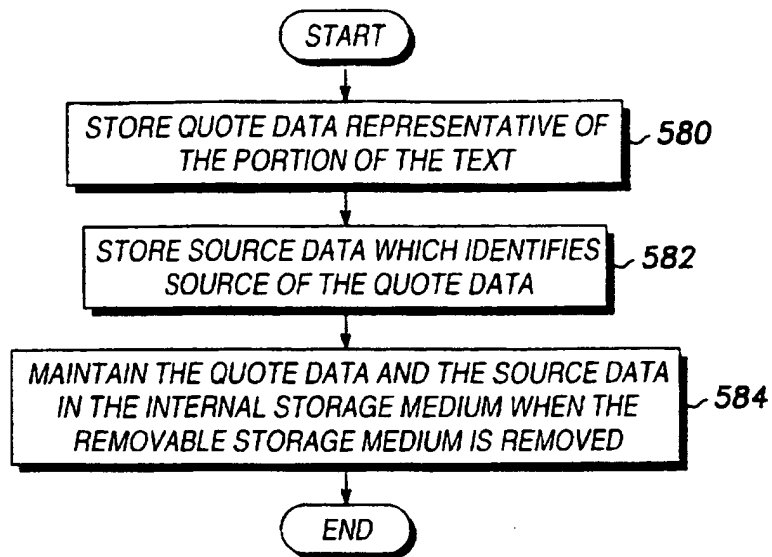 START
STORE QUOTE DATA REPRESENTATIVE OF
THE PORTION OF THE TEXT
580
STORE SOURCE DATA WHICH IDENTIFIES
SOURCE OF THE QUOTE DATA
582
MAINTAIN THE QUOTE DATA AND THE SOURCE DATA
IN THE INTERNAL STORAGE MEDIUM WHEN THE
REMOVABLE STORAGE MEDIUM IS REMOVED
584
END